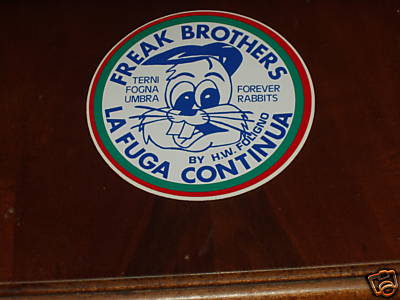 FREAK BROTHERS
TERNI
FOGNA
UMBRA
FOREVER
RABBITS
BY H.W. FOLIGNO
LA FUGA CONTINUA